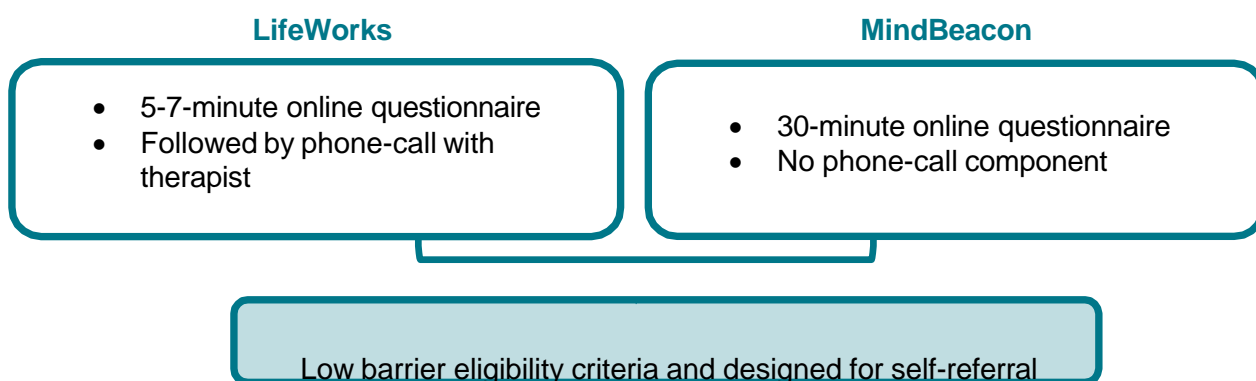 LifeWorks
MindBeacon
• 5-7-minute online questionnaire
• Followed by phone-call with
therapist
• 30-minute online questionnaire
• No phone-call component
Low barrier eligibility criteria and designed for self-referral